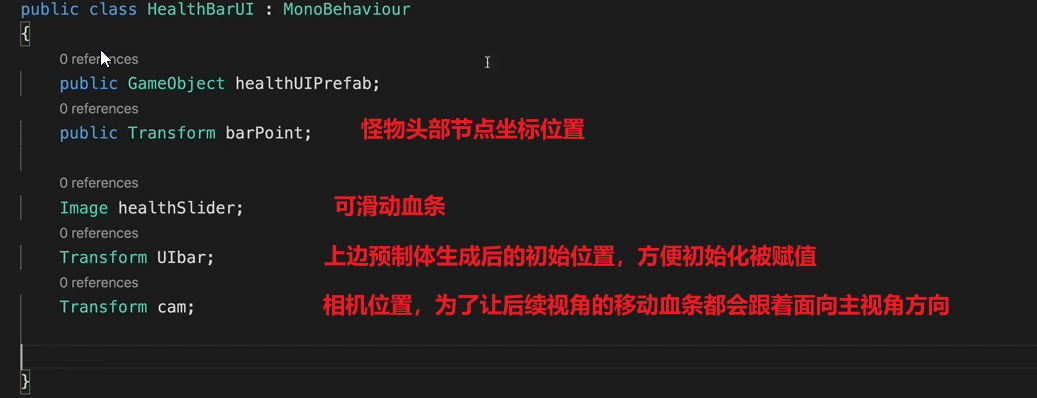 public class HealthBarUI : MonoBehaviour
{
0 references
public GameObject healthUIPrefab;
0 references
public Transform barPoint; 怪物头部节点坐标位置
0 references
Image healthSlider; 可滑动血条
0 references
Transform UIbar; 上边预制体生成后的初始位置，方便初始化被赋值
0 references
Transform cam; 相机位置，为了让后续视角的移动血条都会跟着面向主视角方向
}